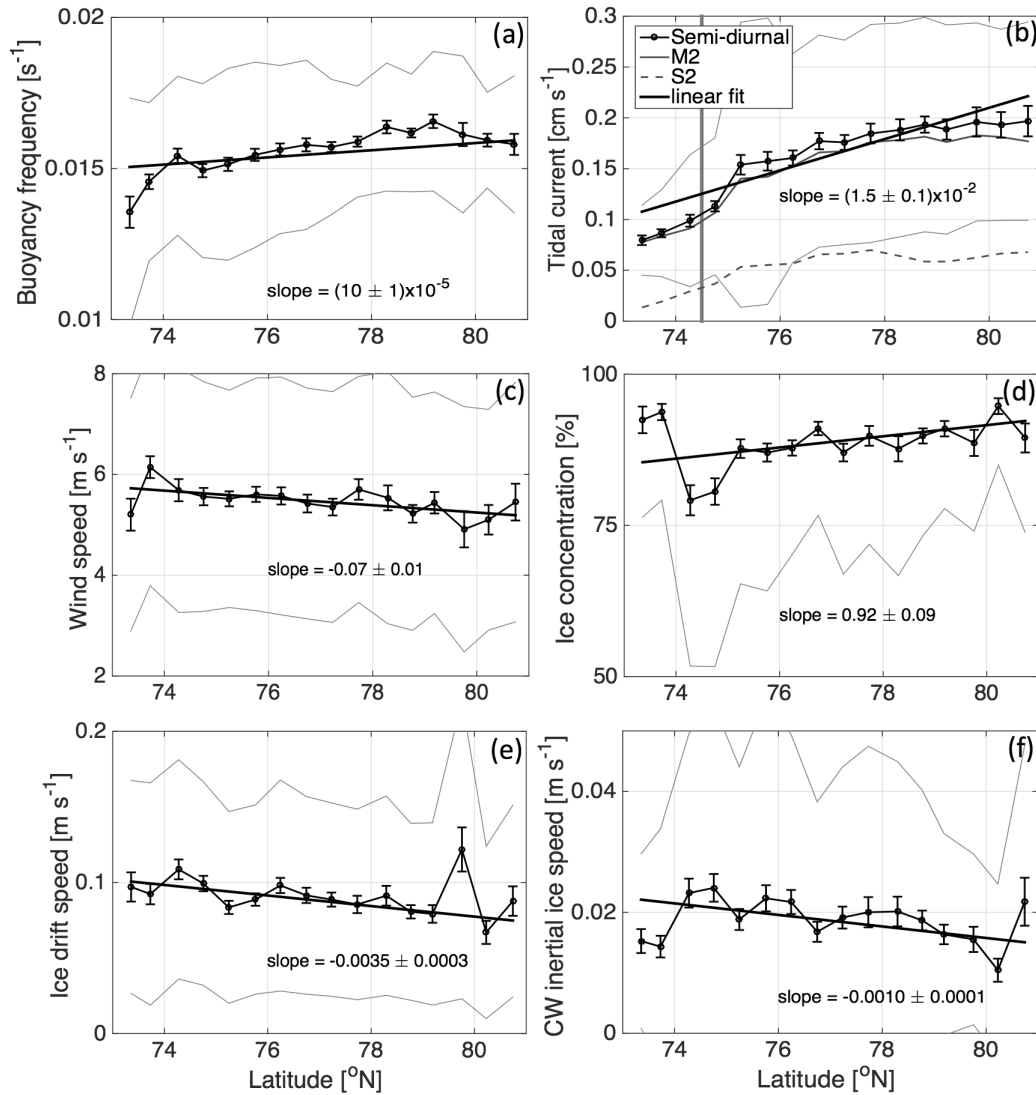 (a)
0.02
0.015
0.01
74 76 78 80
Buoyancy frequency [s⁻¹]
slope = (10 ± 1)x10⁻⁵
(b)
0.3
0.25
0.2
0.15
0.1
0.05
0
74 76 78 80
Tidal current [cm s⁻¹]
Semi-diurnal
M2
S2
linear fit
slope = (1.5 ± 0.1)x10⁻²
(c)
8
6
4
2
74 76 78 80
Wind speed [m s⁻¹]
slope = -0.07 ± 0.01
(d)
100
75
50
74 76 78 80
Ice concentration [%]
slope = 0.92 ± 0.09
(e)
0.2
0.1
0
74 76 78 80
Ice drift speed [m s⁻¹]
slope = -0.0035 ± 0.0003
Latitude [°N]
(f)
0.04
0.02
0
74 76 78 80
CW inertial ice speed [m s⁻¹]
slope = -0.0010 ± 0.0001
Latitude [°N]